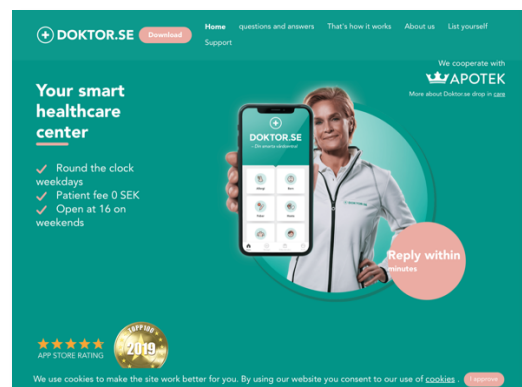 DOKTOR.SE
Download
Home questions and answers That's how it works About us List yourself
Support
We cooperate with
APOTEK
More about Doktor.se drop in care
Your smart
healthcare
center
Round the clock
weekdays
Patient fee 0 SEK
Open at 16 on
weekends
DOKTOR.SE
DOKTOR.SE
Reply within
minutes
APP STORE RATING
TOPP100
2019
We use cookies to make the site work better for you. By using our website you consent to our use of cookies .
I approve